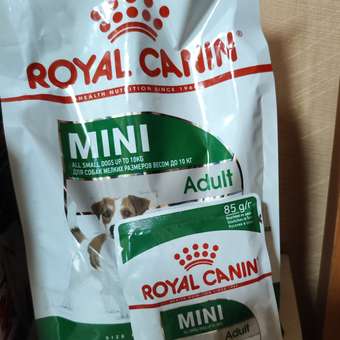 ROYAL CANIN
HEALTH NUTRITION SINCE 1968
MINI
ALL SMALL DOGS UP TO 10KG
ДЛЯ СОБАК МЕЛКИХ РАЗМЕРОВ ВЕСОМ ДО 10 КГ
Adult
85 g/г
ROYAL CANIN
MINI
Adult